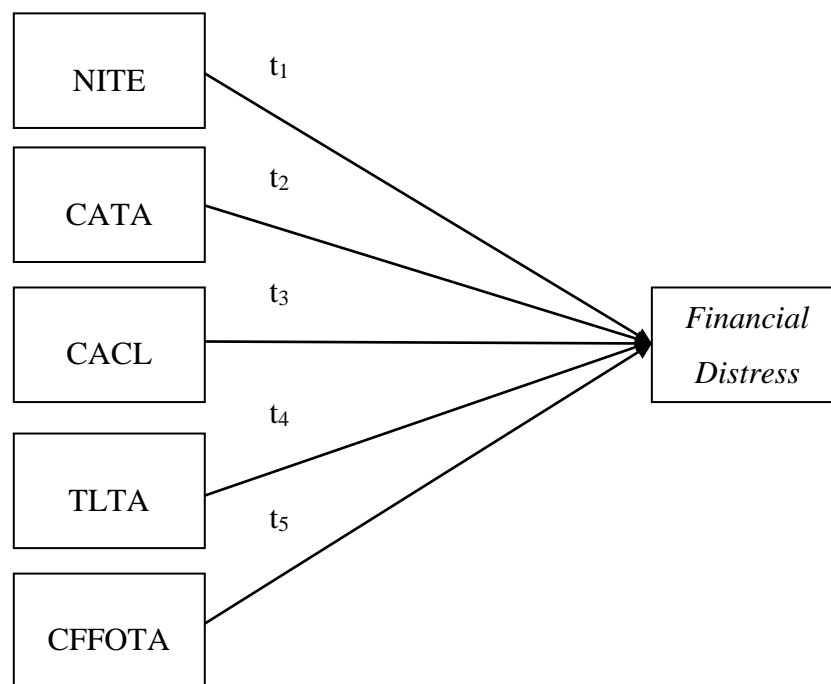 NITE
t₁
CATA
t₂
CACL
t₃
TLTA
t₄
CFFOTA
t₅
Financial
Distress